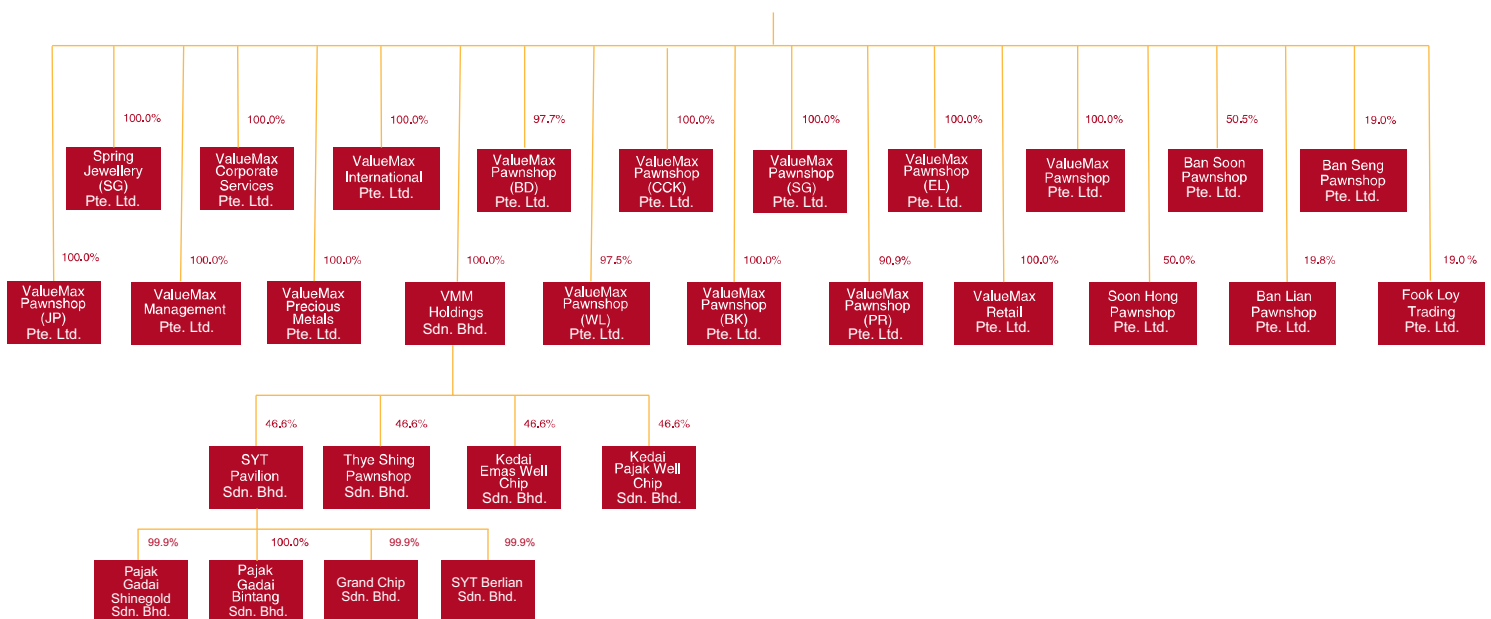 100.0%
Spring
Jewellery
(SG)
Pte. Ltd.
100.0%
ValueMax
Corporate
Services
Pte. Ltd.
100.0%
ValueMax
International
Pte. Ltd.
97.7%
ValueMax
Pawnshop
(BD)
Pte. Ltd.
100.0%
ValueMax
Pawnshop
(CCK)
Pte. Ltd.
100.0%
ValueMax
Pawnshop
(SG)
Pte. Ltd.
100.0%
ValueMax
Pawnshop
(EL)
Pte. Ltd.
100.0%
ValueMax
Pawnshop
Pte. Ltd.
50.5%
Ban Soon
Pawnshop
Pte. Ltd.
19.0%
Ban Seng
Pawnshop
Pte. Ltd.
100.0%
ValueMax
Pawnshop
(JP)
Pte. Ltd.
100.0%
ValueMax
Management
Pte. Ltd.
100.0%
ValueMax
Precious
Metals
Pte. Ltd.
100.0%
VMM
Holdings
Sdn. Bhd.
97.5%
ValueMax
Pawnshop
(WL)
Pte. Ltd.
100.0%
ValueMax
Pawnshop
(BK)
Pte. Ltd.
90.9%
ValueMax
Pawnshop
(PR)
Pte. Ltd.
100.0%
ValueMax
Retail
Pte. Ltd.
50.0%
Soon Hong
Pawnshop
Pte. Ltd.
19.8%
Ban Lian
Pawnshop
Pte. Ltd.
19.0%
Fook Loy
Trading
Pte. Ltd.
46.6%
SYT
Pavilion
Sdn. Bhd.
46.6%
Thye Shing
Pawnshop
Sdn. Bhd.
46.6%
Kedai
Emas Well
Chip
Sdn. Bhd.
46.6%
Kedai
Pajak Well
Chip
Sdn. Bhd.
99.9%
Pajak
Gadai
Shinegold
Sdn. Bhd.
100.0%
Pajak
Gadai
Bintang
Sdn. Bhd.
99.9%
Grand Chip
Sdn. Bhd.
99.9%
SYT Berlian
Sdn. Bhd.